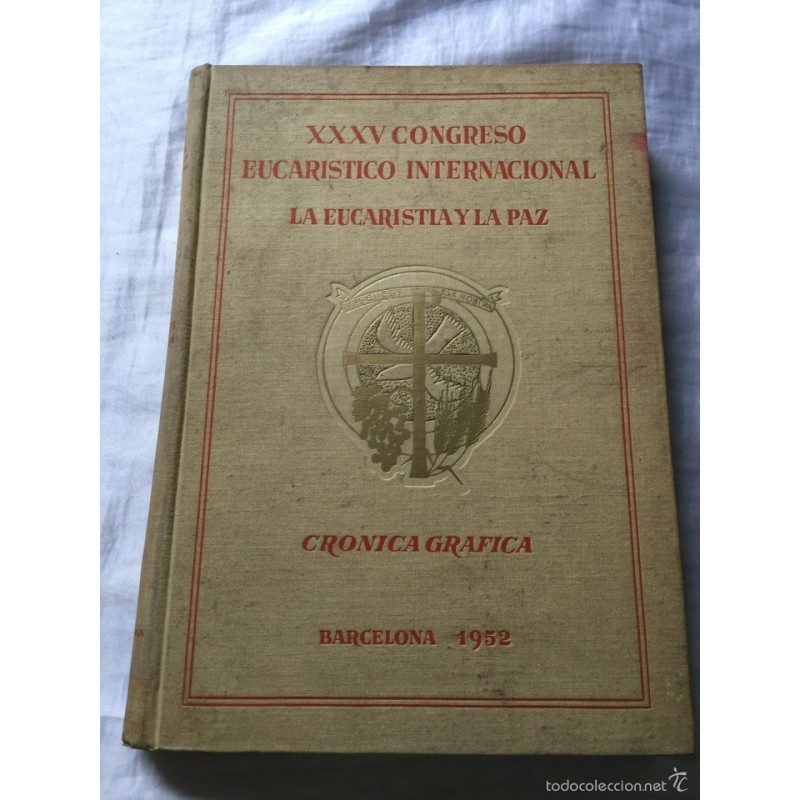 XXXV CONGRESO
EUCARISTICO INTERNACIONAL
LA EUCARISTIA Y LA PAZ
CRONICA GRAFICA
BARCELONA 1952
todocoleccion.net